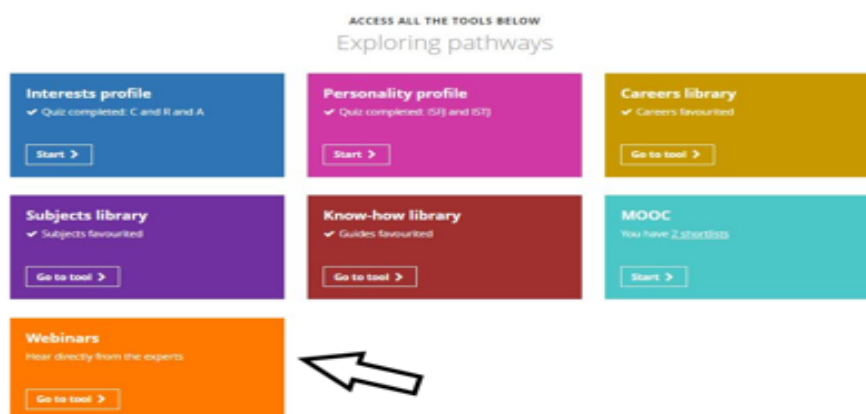 ACCESS ALL THE TOOLS BELOW
Exploring pathways
Interests profile
✔ Quiz completed: C and R and A
Start >
Personality profile
✔ Quiz completed: ISFJ and ISTJ
Start >
Careers library
✔ Careers favourited
Go to tool >
Subjects library
✔ Subjects favourited
Go to tool >
Know-how library
✔ Guides favourited
Go to tool >
MOOC
You have 2 shortlists
Start >
Webinars
Hear directly from the experts
Go to tool >